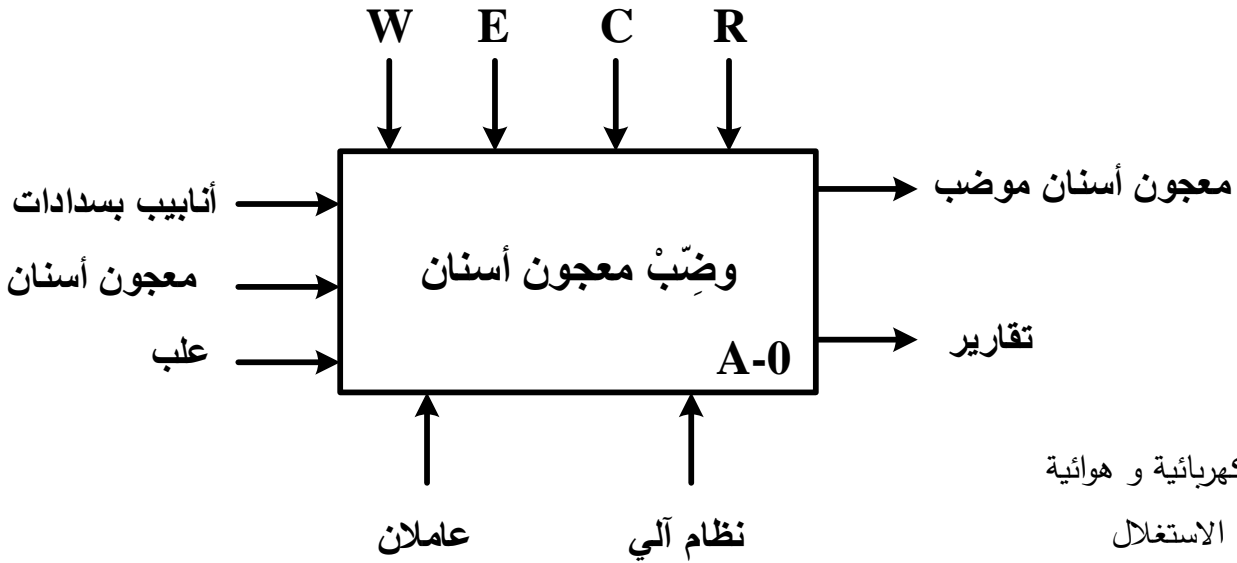 W E C R
أنابيب بسدادات
معجون أسنان موضب
وضِّبْ معجون أسنان
معجون أسنان
علب
تقارير
A-0
كهربائية و هوائية
عاملان
نظام آلي
الاستغلال